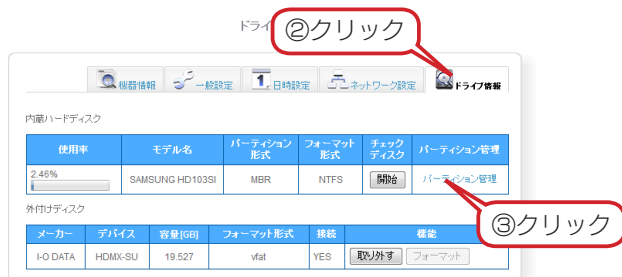 ドライ
②クリック
機器情報 一般設定 1 日時設定 ネットワーク設定 ドライブ情報
内蔵ハードディスク
使用率 モデル名 パーティション形式 フォーマット形式 チェックディスク パーティション管理
2.46% SAMSUNG HD103SI MBR NTFS 開始 パーティション管理
③クリック
外付けディスク
メーカー デバイス 容量[GB] フォーマット形式 接続 機能
I-O DATA HDMX-SU 19.527 vfat YES 取り外す フォーマット